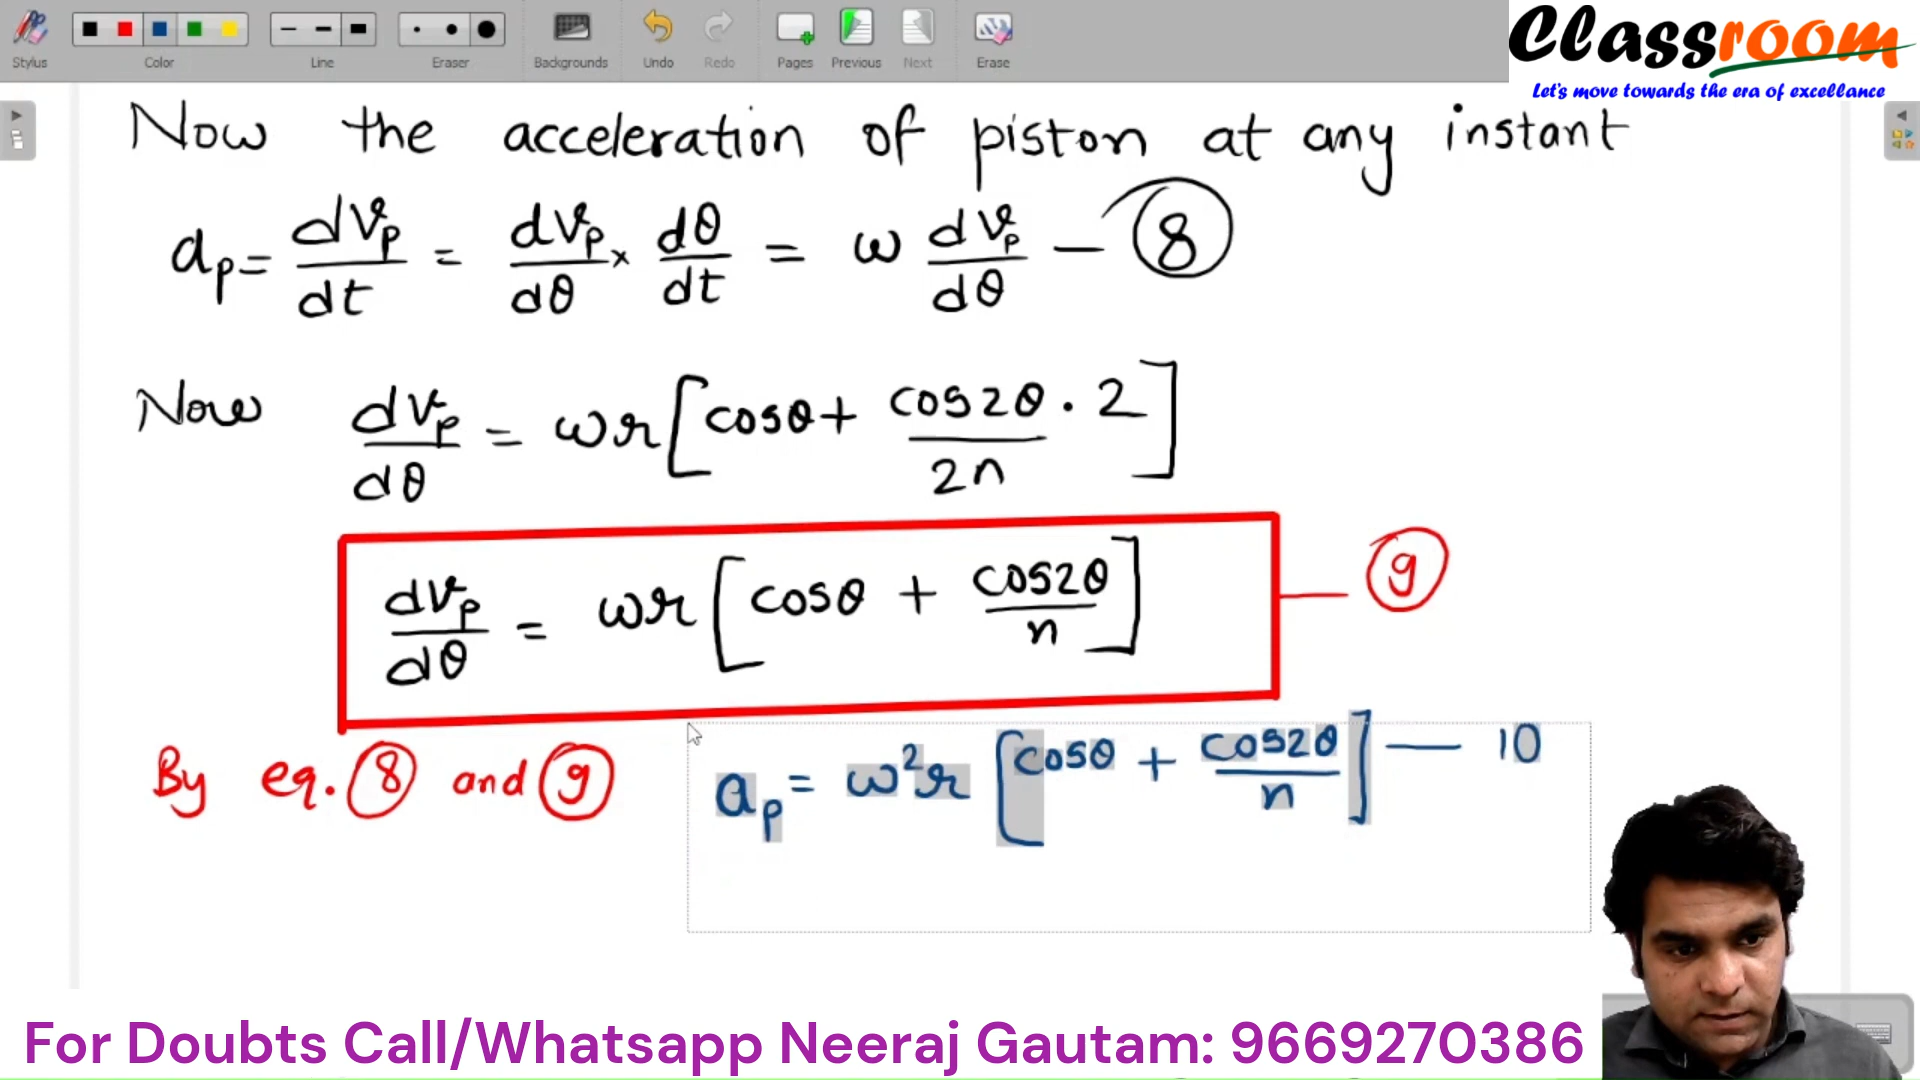 Stylus Color Line Eraser Backgrounds Undo Redo Pages Previous Next Erase
Classroom
Let's move towards the era of excellance
Now the acceleration of piston at any instant
ap = dVp/dt = dVp/dθ × dθ/dt = ω dVp/dθ — 8
Now dVp/dθ = ωr[cosθ + cos2θ · 2/2n]
dVp/dθ = ωr[cosθ + cos2θ/n] — 9
By eq. 8 and 9 ap = ω²r [cosθ + cos2θ/n] — 10
For Doubts Call/Whatsapp Neeraj Gautam: 9669270386